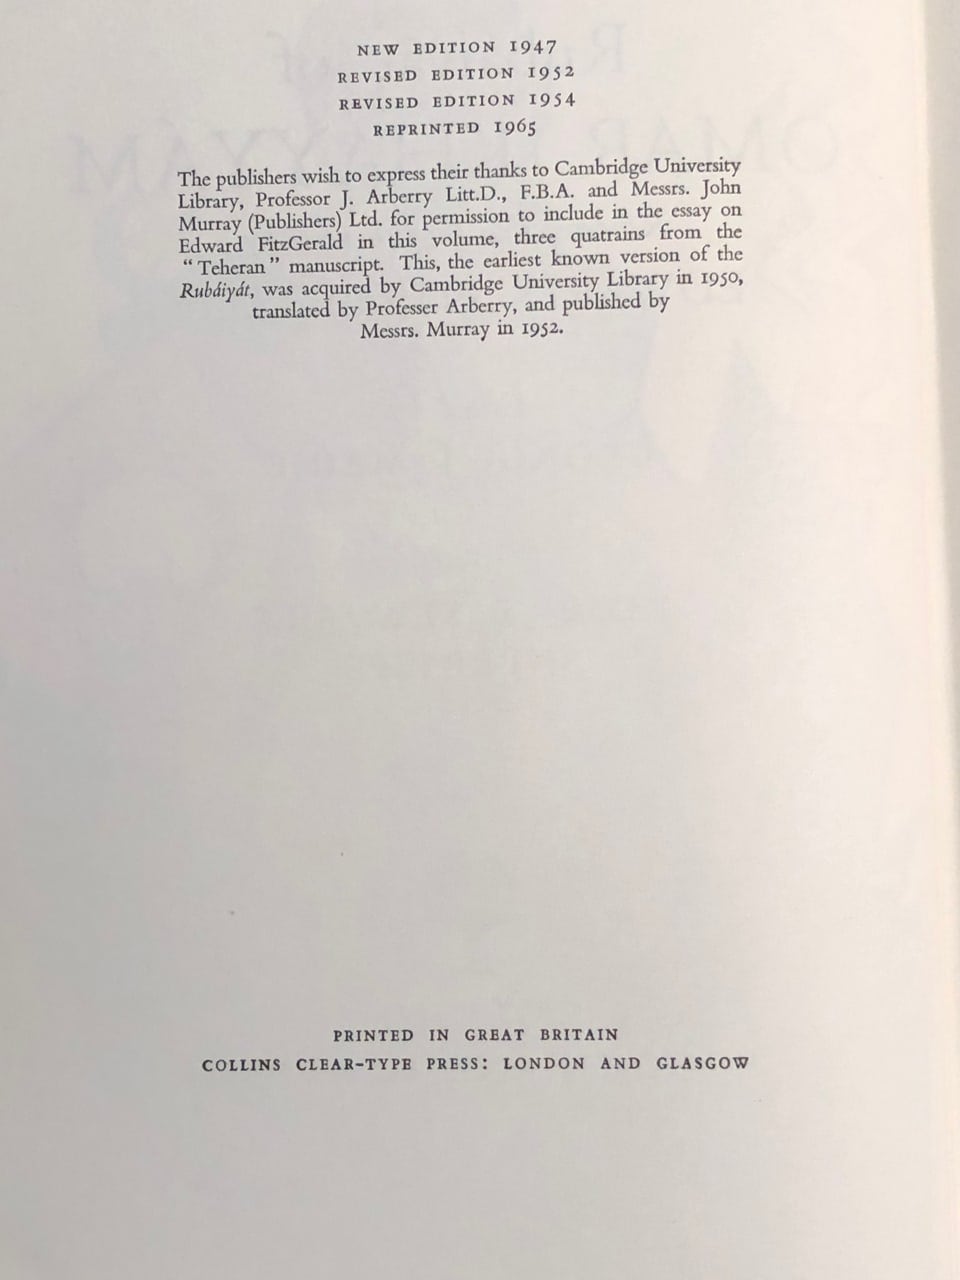 NEW EDITION 1947
REVISED EDITION 1952
REVISED EDITION 1954
REPRINTED 1965
The publishers wish to express their thanks to Cambridge University
Library, Professor J. Arberry Litt.D., F.B.A. and Messrs. John
Murray (Publishers) Ltd. for permission to include in the essay on
Edward FitzGerald in this volume, three quatrains from the
“Teheran” manuscript. This, the earliest known version of the
Rubáiyát, was acquired by Cambridge University Library in 1950,
translated by Professer Arberry, and published by
Messrs. Murray in 1952.
PRINTED IN GREAT BRITAIN
COLLINS CLEAR-TYPE PRESS: LONDON AND GLASGOW